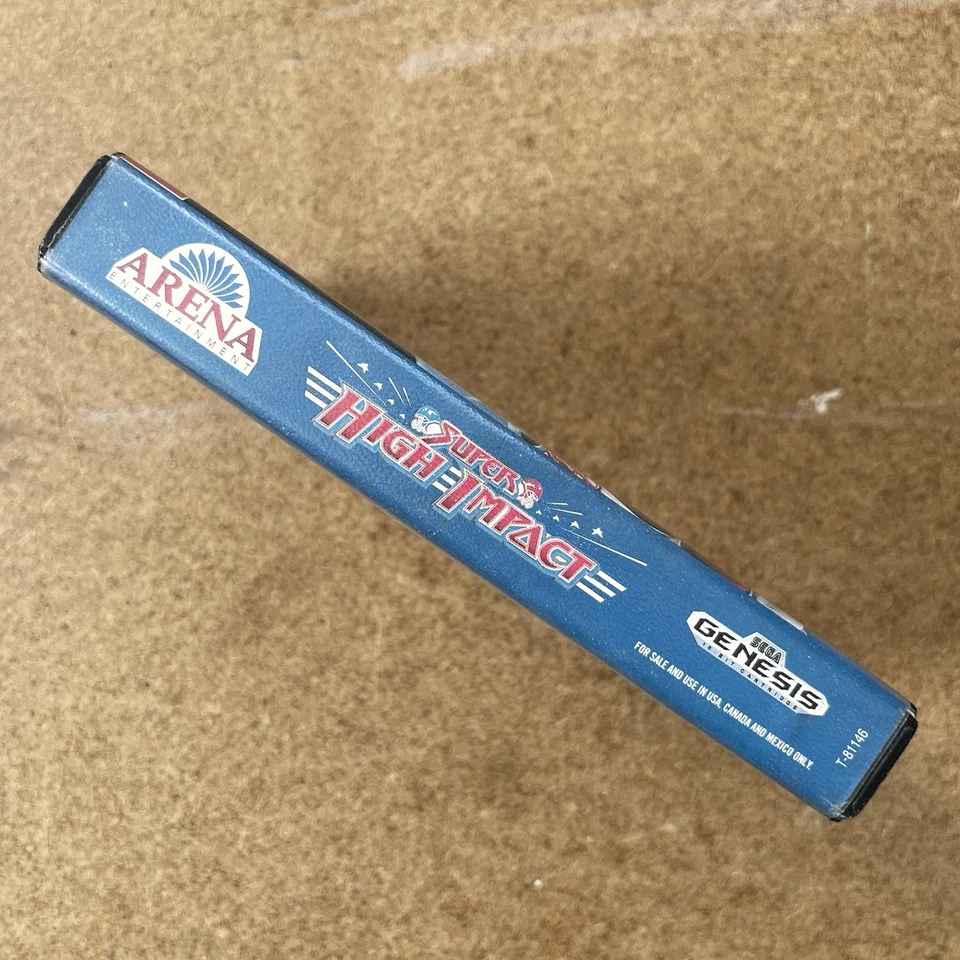 ARENA
ENTERTAINMENT
SUPER
HIGH IMPACT
SEGA
GENESIS
16-BIT CARTRIDGE
FOR SALE AND USE IN USA, CANADA AND MEXICO ONLY.
T-81146